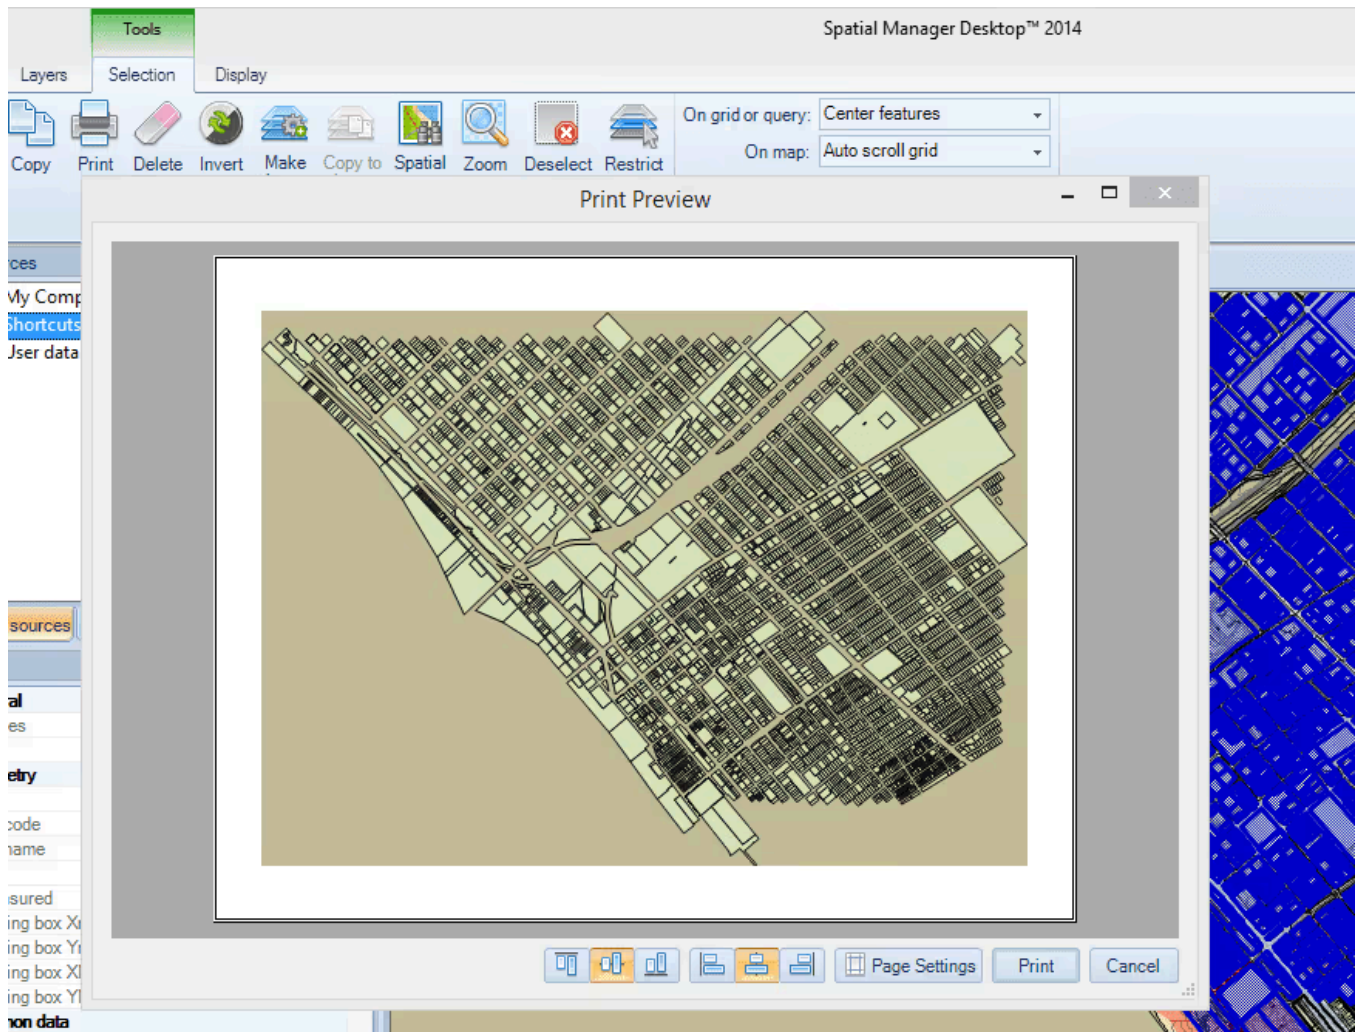 Tools
Spatial Manager Desktop™ 2014
Layers
Selection
Display
Copy
Print
Delete
Invert
Make
Copy to
Spatial
Zoom
Deselect
Restrict
On grid or query: Center features
On map: Auto scroll grid
Print Preview
rces
My Comp
Shortcuts
User data
sources
al
es
etry
code
name
sured
ing box X
ing box Y
ing box X
ing box Y
non data
Page Settings
Print
Cancel